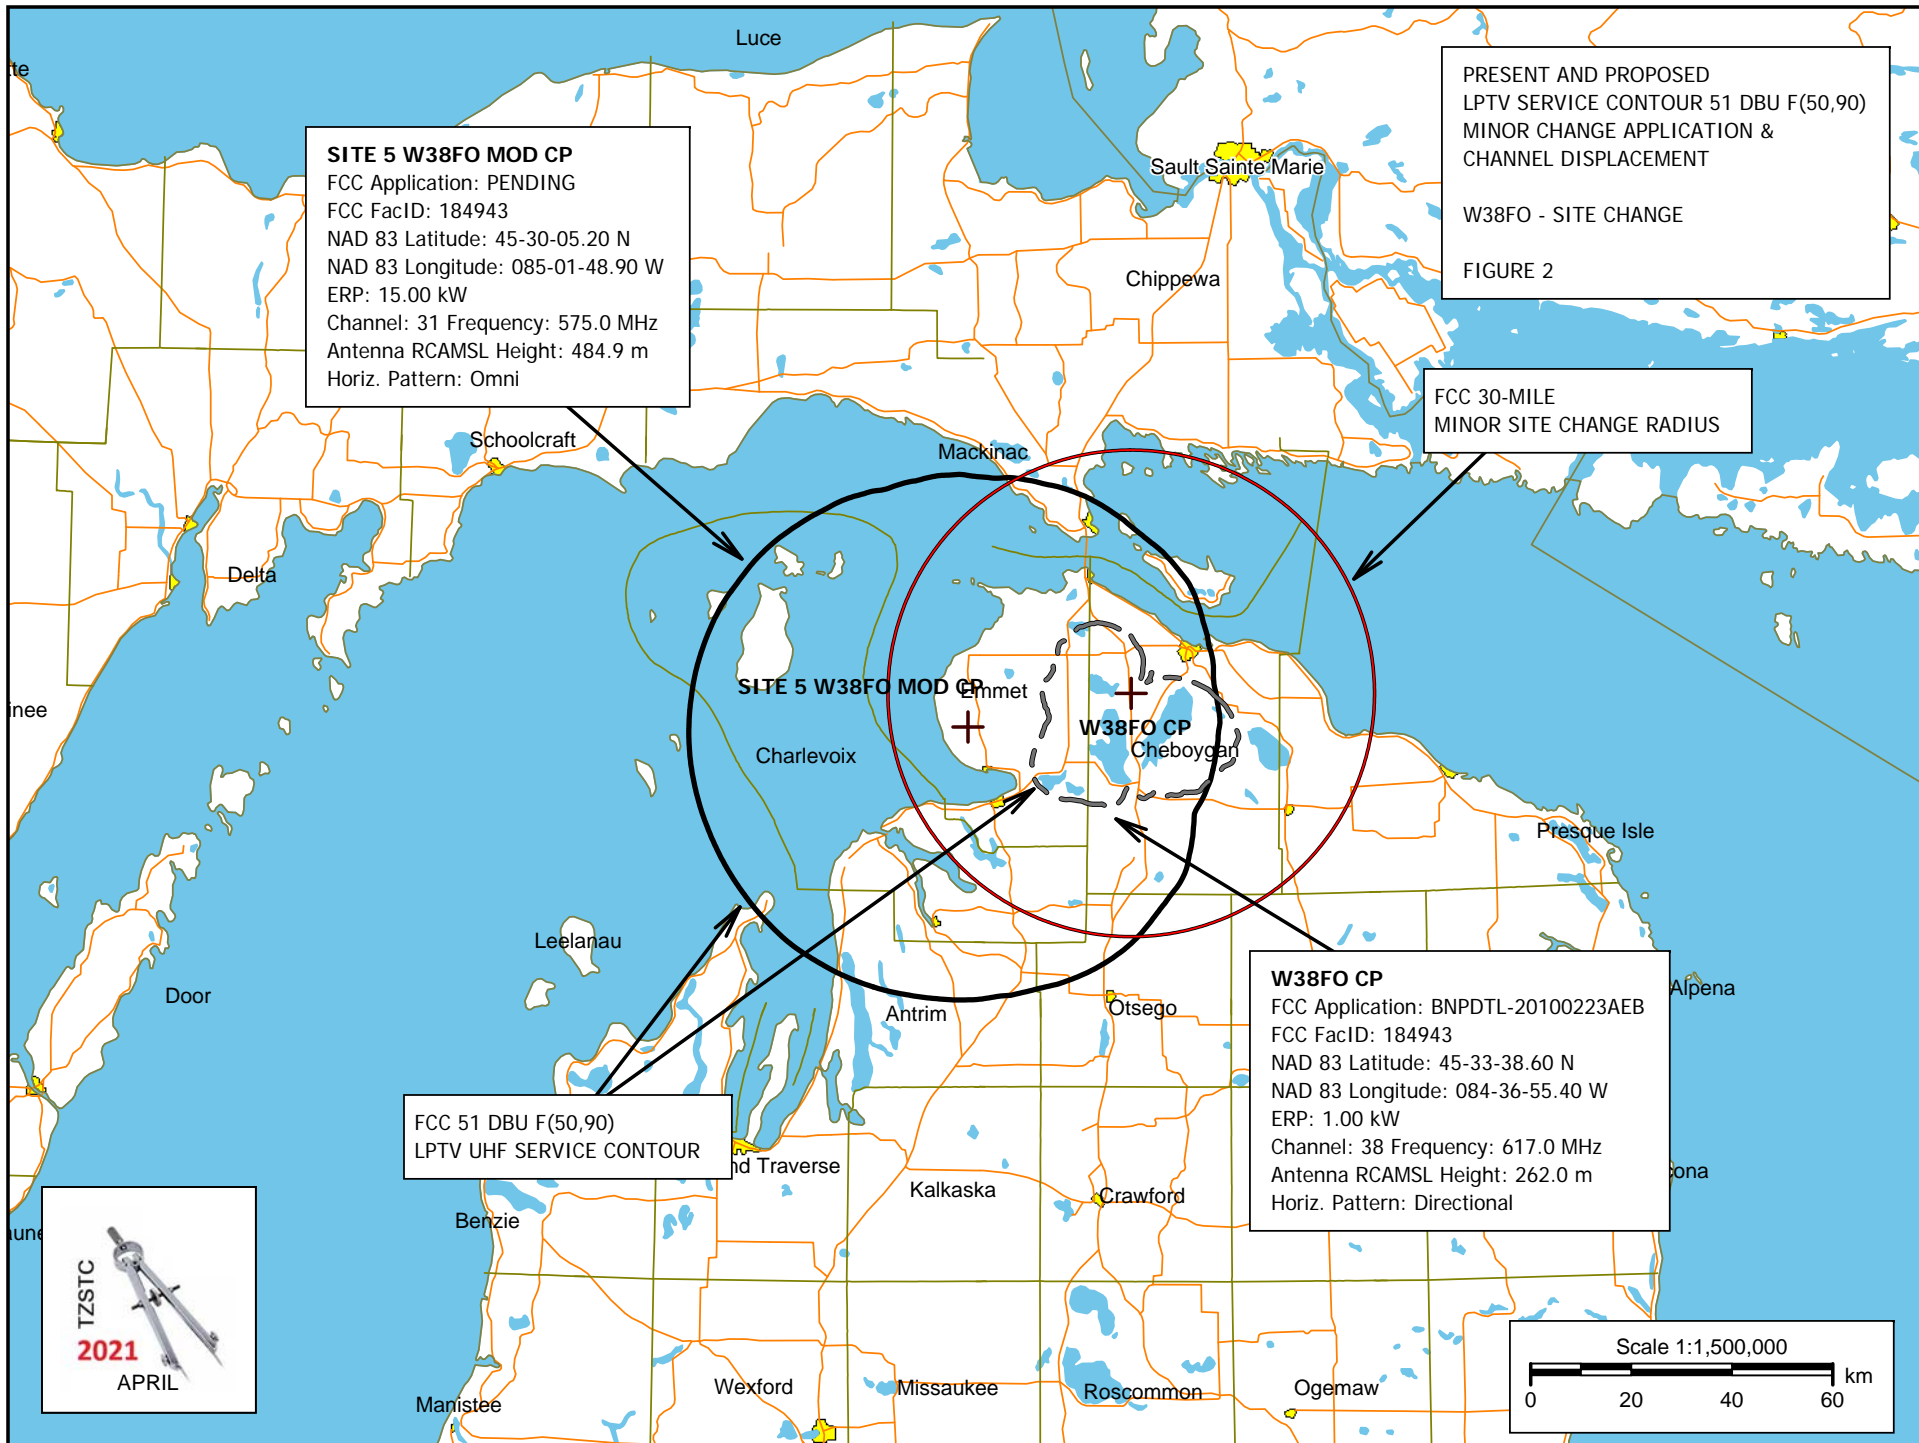 Luce
tte
PRESENT AND PROPOSED
LPTV SERVICE CONTOUR 51 DBU F(50,90)
MINOR CHANGE APPLICATION &
CHANNEL DISPLACEMENT
W38FO - SITE CHANGE
FIGURE 2
SITE 5 W38FO MOD CP
FCC Application: PENDING
FCC FacID: 184943
NAD 83 Latitude: 45-30-05.20 N
NAD 83 Longitude: 085-01-48.90 W
ERP: 15.00 kW
Channel: 31 Frequency: 575.0 MHz
Antenna RCAMSL Height: 484.9 m
Horiz. Pattern: Omni
Sault Sainte Marie
Chippewa
FCC 30-MILE
MINOR SITE CHANGE RADIUS
Schoolcraft
Mackinac
Delta
SITE 5 W38FO MOD CP
Emmet
inee
W38FO CP
Cheboygan
Charlevoix
Presque Isle
Leelanau
Door
Antrim
Otsego
Alpena
W38FO CP
FCC Application: BNPDTL-20100223AEB
FCC FacID: 184943
NAD 83 Latitude: 45-33-38.60 N
NAD 83 Longitude: 084-36-55.40 W
ERP: 1.00 kW
Channel: 38 Frequency: 617.0 MHz
Antenna RCAMSL Height: 262.0 m
Horiz. Pattern: Directional
FCC 51 DBU F(50,90)
LPTV UHF SERVICE CONTOUR
nd Traverse
Kalkaska
Crawford
cona
Benzie
aune
TZSTC
2021
APRIL
Manistee
Wexford
Missaukee
Roscommon
Ogemaw
Scale 1:1,500,000
km
0 20 40 60